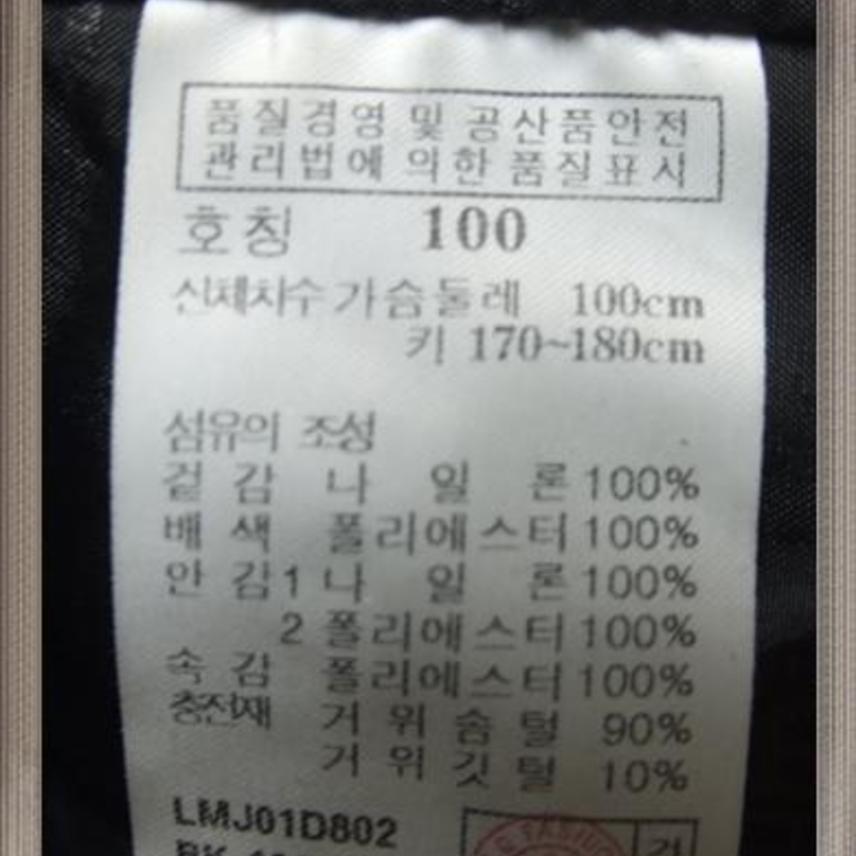 품질경영 및 공산품안전
관리법에 의한 품질표시
호칭 100
신체치수 가슴둘레 100cm
키 170~180cm
섬유의 조성
겉감 나일론 100%
배색 폴리에스터 100%
안감1 나일론 100%
2 폴리에스터 100%
속감 폴리에스터 100%
충전재 거위솜털 90%
거위깃털 10%
LMJ01D802